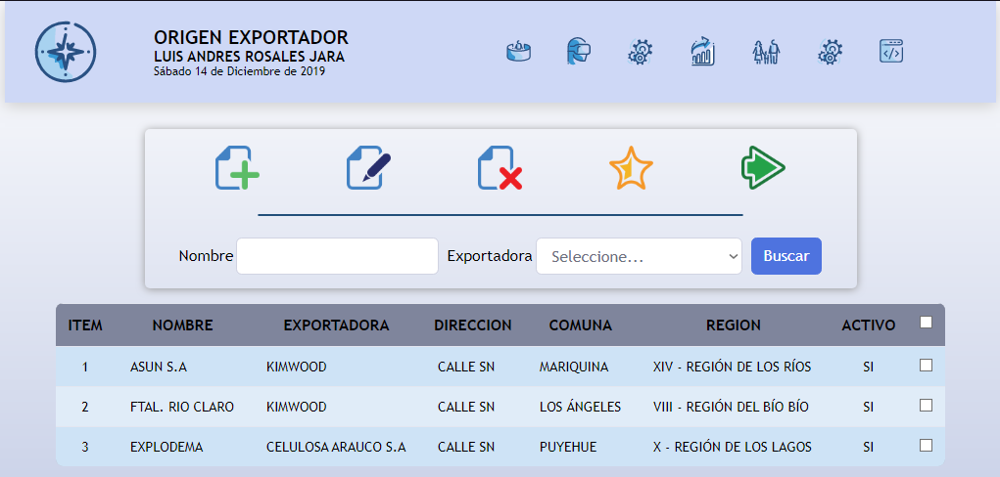 ORIGEN EXPORTADOR
LUIS ANDRES ROSALES JARA
Sábado 14 de Diciembre de 2019
Nombre Exportadora Seleccione... Buscar
ITEM NOMBRE EXPORTADORA DIRECCION COMUNA REGION ACTIVO
1 ASUN S.A KIMWOOD CALLE SN MARIQUINA XIV - REGIÓN DE LOS RÍOS SI
2 FTAL. RIO CLARO KIMWOOD CALLE SN LOS ÁNGELES VIII - REGIÓN DEL BÍO BÍO SI
3 EXPLODEMA CELULOSA ARAUCO S.A CALLE SN PUYEHUE X - REGIÓN DE LOS LAGOS SI